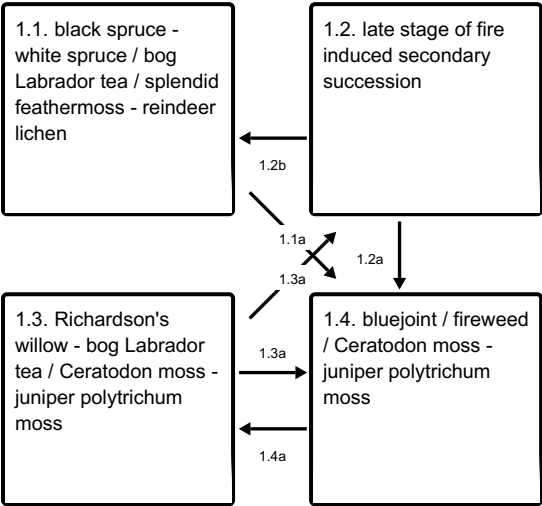 1.1. black spruce -
white spruce / bog
Labrador tea / splendid
feathermoss - reindeer
lichen
1.2. late stage of fire
induced secondary
succession
1.2b
1.1a
1.3a
1.2a
1.3. Richardson's
willow - bog Labrador
tea / Ceratodon moss -
juniper polytrichum
moss
1.3a
1.4a
1.4. bluejoint / fireweed
/ Ceratodon moss -
juniper polytrichum
moss